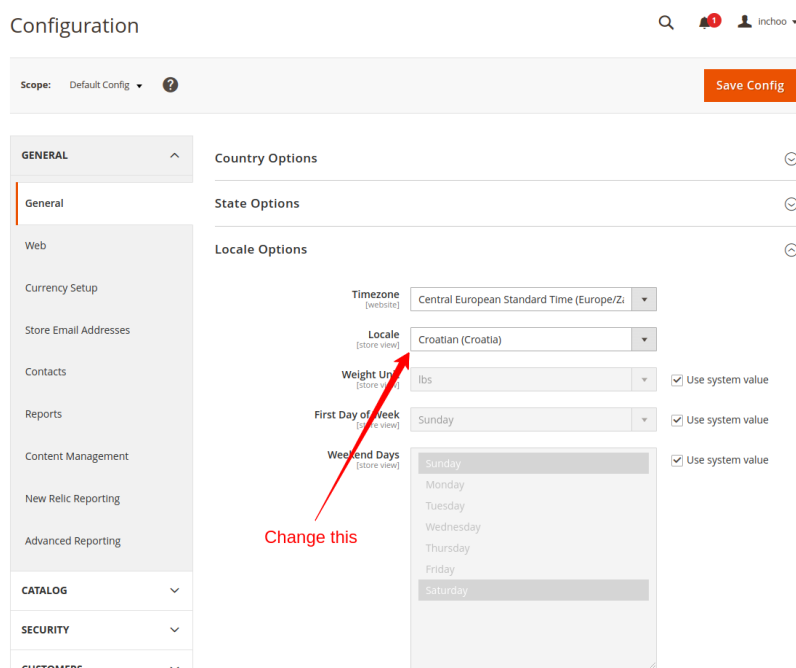 Configuration
1
inchoo
Scope:
Default Config
?
Save Config
GENERAL
General
Web
Currency Setup
Store Email Addresses
Contacts
Reports
Content Management
New Relic Reporting
Advanced Reporting
CATALOG
SECURITY
CUSTOMERS
Country Options
State Options
Locale Options
Timezone
[website]
Central European Standard Time (Europe/Za
Locale
[store view]
Croatian (Croatia)
Weight Unit
[store view]
lbs
Use system value
First Day of Week
[store view]
Sunday
Use system value
Weekend Days
[store view]
Sunday
Monday
Tuesday
Wednesday
Thursday
Friday
Saturday
Use system value
Change this